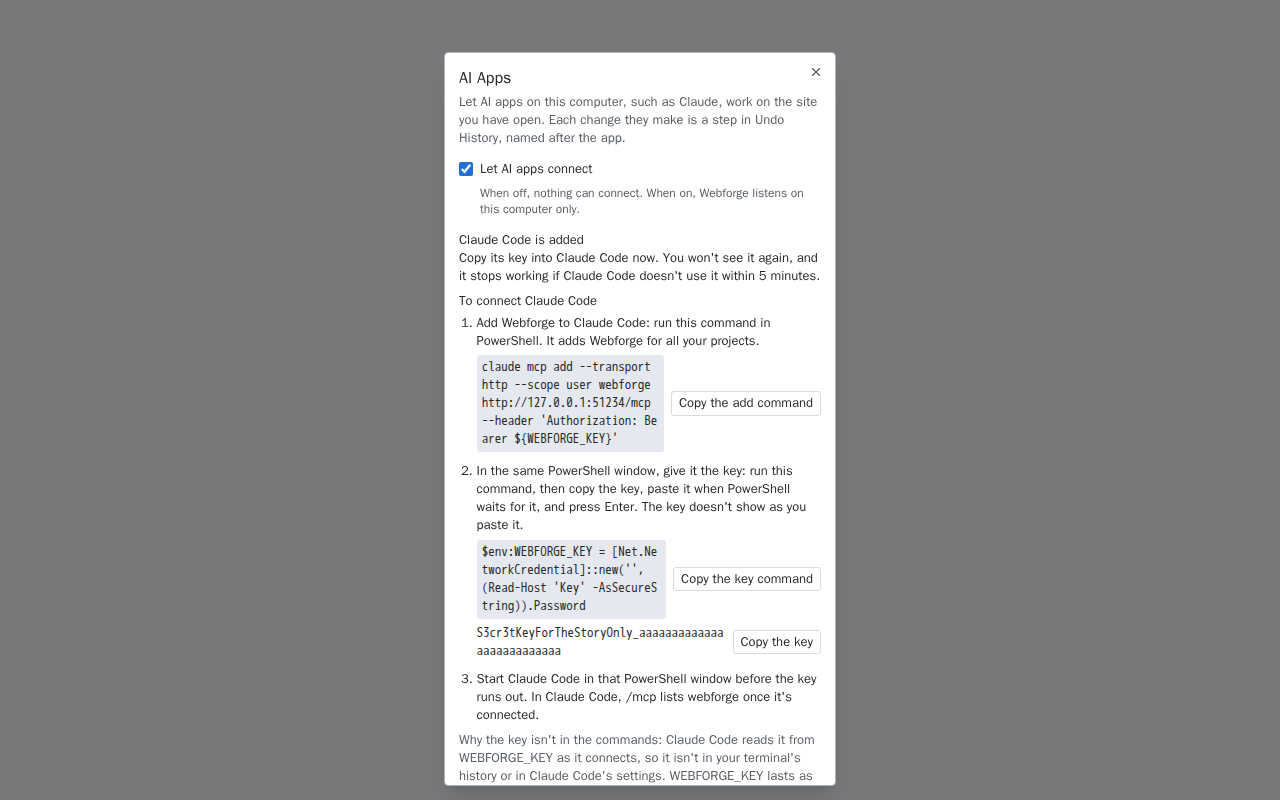 AI Apps
Let AI apps on this computer, such as Claude, work on the site
you have open. Each change they make is a step in Undo
History, named after the app.
Let AI apps connect
When off, nothing can connect. When on, Webforge listens on
this computer only.
Claude Code is added
Copy its key into Claude Code now. You won't see it again, and
it stops working if Claude Code doesn't use it within 5 minutes.
To connect Claude Code
1. Add Webforge to Claude Code: run this command in
PowerShell. It adds Webforge for all your projects.
claude mcp add --transport
http --scope user webforge
http://127.0.0.1:51234/mcp
--header 'Authorization: Be
arer ${WEBFORGE_KEY}'
Copy the add command
2. In the same PowerShell window, give it the key: run this
command, then copy the key, paste it when PowerShell
waits for it, and press Enter. The key doesn't show as you
paste it.
$env:WEBFORGE_KEY = [Net.Ne
tworkCredential]::new('',
(Read-Host 'Key' -AsSecureS
tring)).Password
Copy the key command
S3cr3tKeyForTheStoryOnly_aaaaaaaaaaaaa
aaaaaaaaaaaaa
Copy the key
3. Start Claude Code in that PowerShell window before the key
runs out. In Claude Code, /mcp lists webforge once it's
connected.
Why the key isn't in the commands: Claude Code reads it from
WEBFORGE_KEY as it connects, so it isn't in your terminal's
history or in Claude Code's settings. WEBFORGE_KEY lasts as